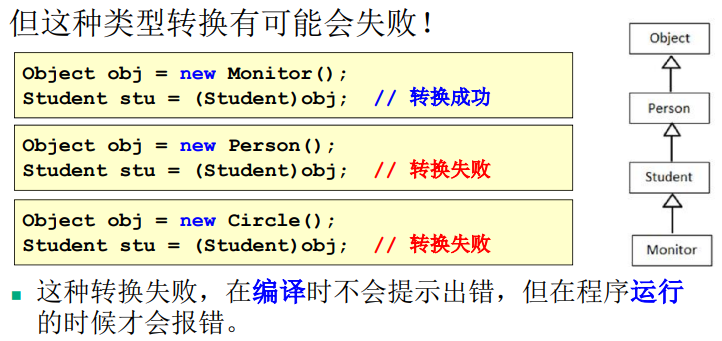 但这种类型转换有可能会失败！
Object obj = new Monitor();
Student stu = (Student)obj; // 转换成功
Object obj = new Person();
Student stu = (Student)obj; // 转换失败
Object obj = new Circle();
Student stu = (Student)obj; // 转换失败
这种转换失败，在编译时不会提示出错，但在程序运行
的时候才会报错。
Object
Person
Student
Monitor